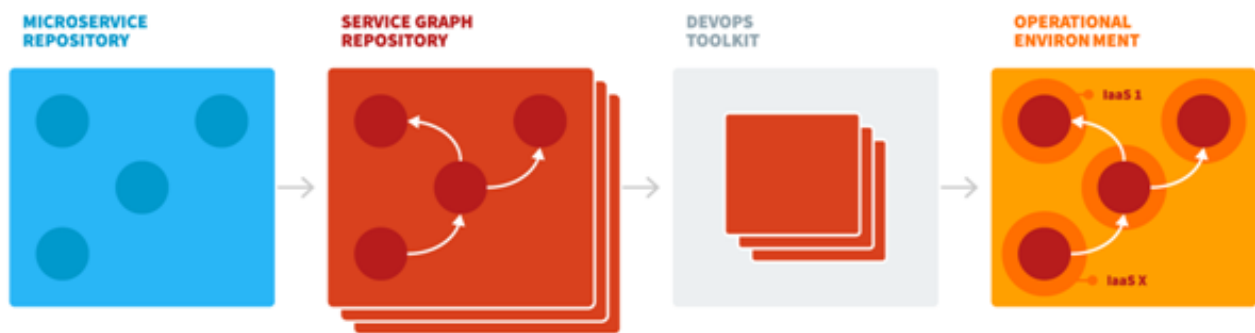 MICROSERVICE
REPOSITORY
SERVICE GRAPH
REPOSITORY
DEVOPS
TOOLKIT
OPERATIONAL
ENVIRONMENT
IaaS 1
IaaS X